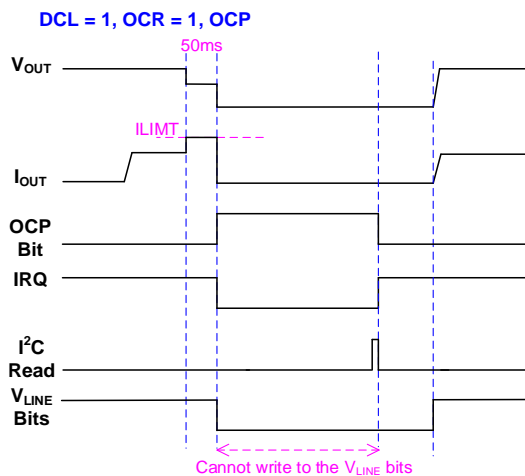 DCL = 1, OCR = 1, OCP
50ms
VOUT
ILIMT
IOUT
OCP
Bit
IRQ
I²C
Read
VLINE
Bits
Cannot write to the VLINE bits